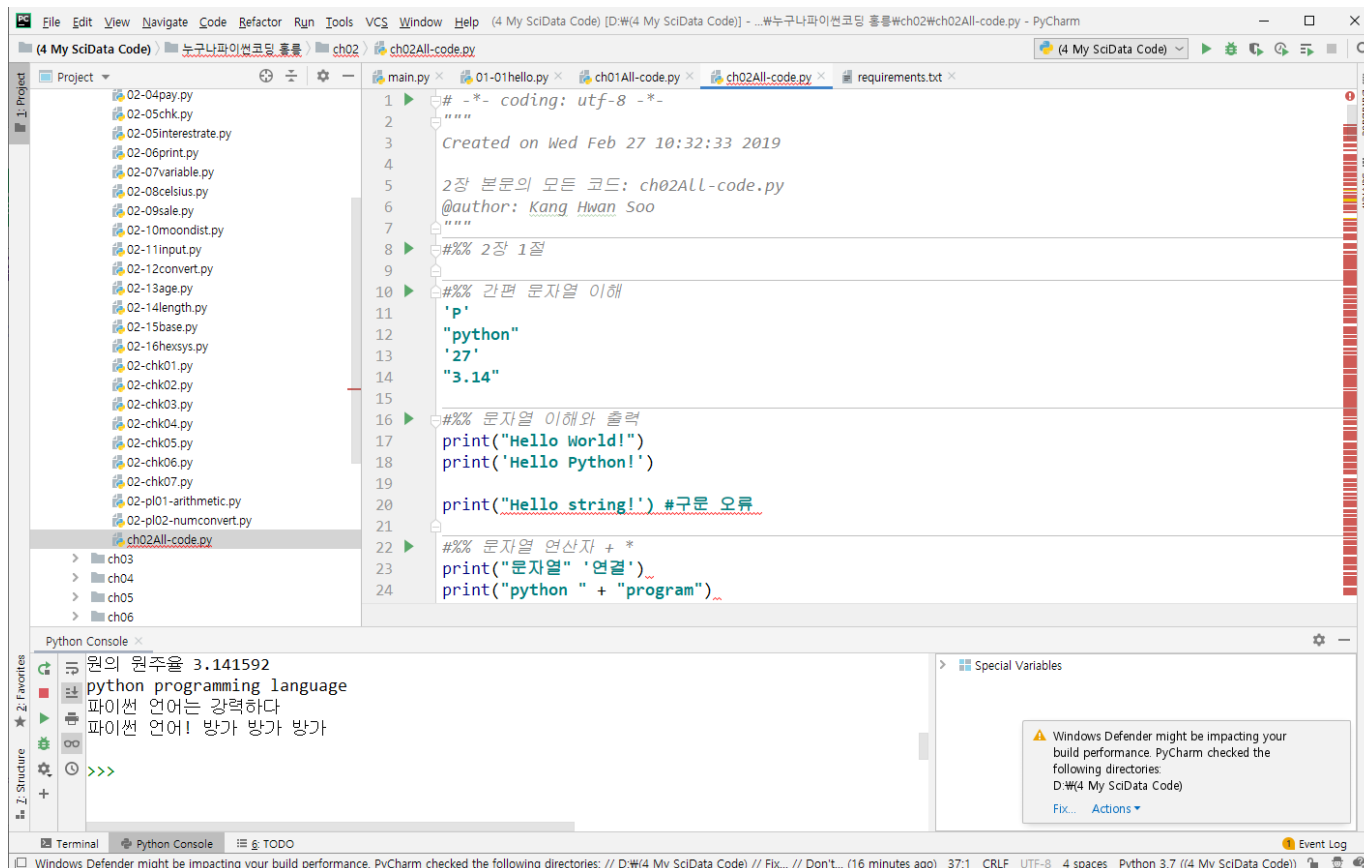 PC File Edit View Navigate Code Refactor Run Tools VCS Window Help (4 My SciData Code) [D:₩(4 My SciData Code)] - ...₩누구나파이썬코딩 홍릉₩ch02₩ch02All-code.py - PyCharm
(4 My SciData Code) 누구나파이썬코딩 홍릉 ch02 ch02All-code.py (4 My SciData Code)
1: Project
Project
main.py 01-01hello.py ch01All-code.py ch02All-code.py requirements.txt
02-04pay.py
02-05chk.py
02-05interestrate.py
02-06print.py
02-07variable.py
02-08celsius.py
02-09sale.py
02-10moondist.py
02-11input.py
02-12convert.py
02-13age.py
02-14length.py
02-15base.py
02-16hexsys.py
02-chk01.py
02-chk02.py
02-chk03.py
02-chk04.py
02-chk05.py
02-chk06.py
02-chk07.py
02-pl01-arithmetic.py
02-pl02-numconvert.py
ch02All-code.py
ch03
ch04
ch05
ch06
1 # -*- coding: utf-8 -*-
2 """
3 Created on Wed Feb 27 10:32:33 2019
4
5 2장 본문의 모든 코드: ch02All-code.py
6 @author: Kang Hwan Soo
7 """
8 #%% 2장 1절
9
10 #%% 간편 문자열 이해
11 'P'
12 "python"
13 '27'
14 "3.14"
15
16 #%% 문자열 이해와 출력
17 print("Hello World!")
18 print('Hello Python!')
19
20 print("Hello string!') #구문 오류
21
22 #%% 문자열 연산자 + *
23 print("문자열" '연결')
24 print("python " + "program")
Python Console
2: Favorites
7: Structure
원의 원주율 3.141592
python programming language
파이썬 언어는 강력하다
파이썬 언어! 방가 방가 방가
>>>
Special Variables
Windows Defender might be impacting your
build performance. PyCharm checked the
following directories:
D:₩(4 My SciData Code)
Fix... Actions
Terminal Python Console 6: TODO 1 Event Log
Windows Defender might be impacting your build performance. PyCharm checked the following directories: // D:₩(4 My SciData Code) // Fix... // Don't... (16 minutes ago) 37:1 CRLF UTF-8 4 spaces Python 3.7 ((4 My SciData Code))